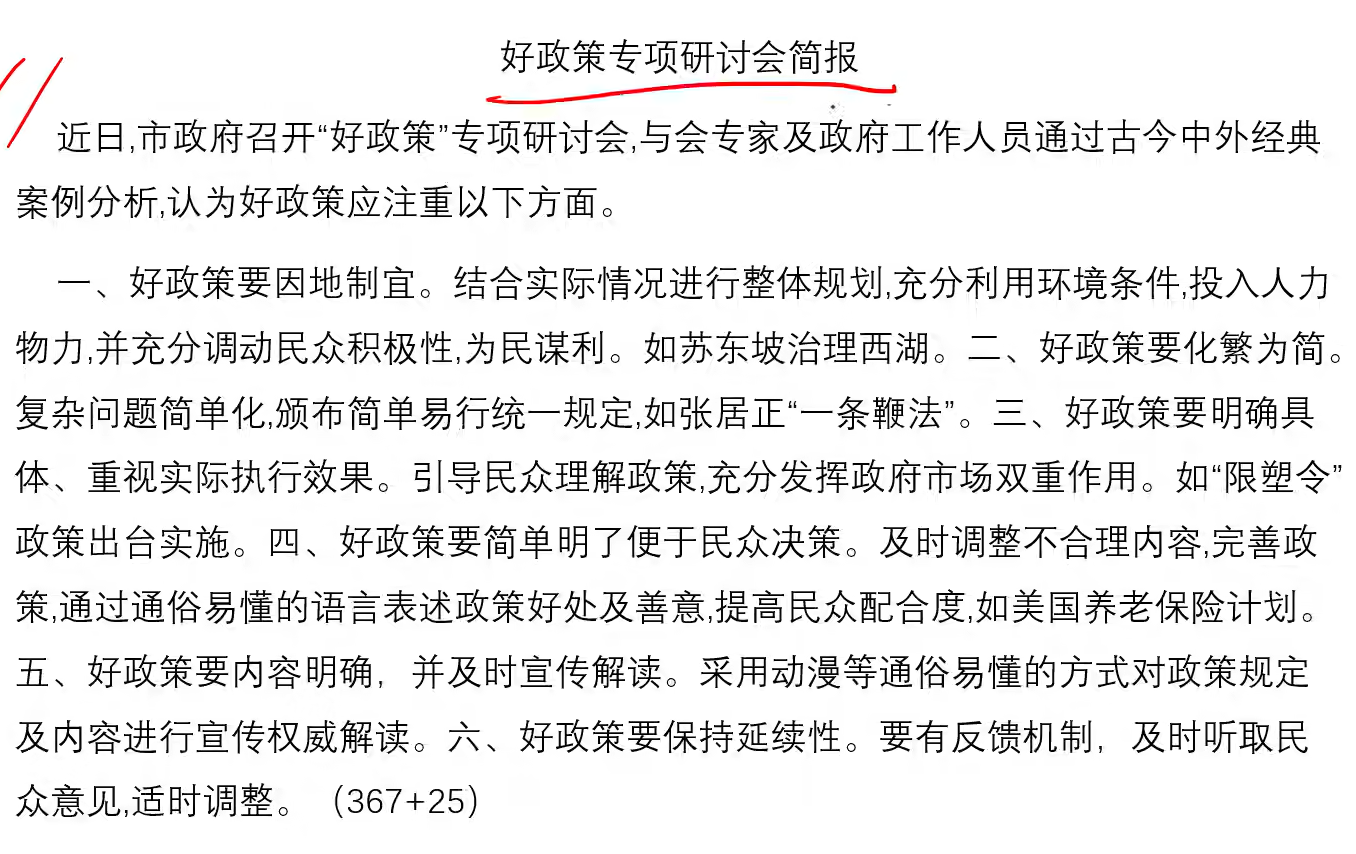 好政策专项研讨会简报
近日,市政府召开“好政策”专项研讨会,与会专家及政府工作人员通过古今中外经典
案例分析,认为好政策应注重以下方面。
一、好政策要因地制宜。结合实际情况进行整体规划,充分利用环境条件,投入人力
物力,并充分调动民众积极性,为民谋利。如苏东坡治理西湖。二、好政策要化繁为简。
复杂问题简单化,颁布简单易行统一规定,如张居正“一条鞭法”。三、好政策要明确具
体、重视实际执行效果。引导民众理解政策,充分发挥政府市场双重作用。如“限塑令”
政策出台实施。四、好政策要简单明了便于民众决策。及时调整不合理内容,完善政
策,通过通俗易懂的语言表述政策好处及善意,提高民众配合度,如美国养老保险计划。
五、好政策要内容明确，并及时宣传解读。采用动漫等通俗易懂的方式对政策规定
及内容进行宣传权威解读。六、好政策要保持延续性。要有反馈机制，及时听取民
众意见,适时调整。（367+25）